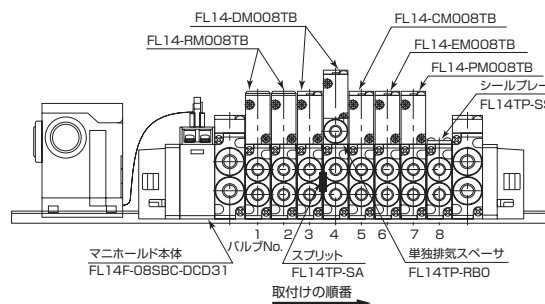 FL14-DM008TB
FL14-CM008TB
FL14-RM008TB
FL14-EM008TB
FL14-PM008TB
シールプレー
FL14TP-S
1 2 3 4 5 6 7 8
バルブNo.
マニホールド本体
FL14F-08SBC-DCD31
スプリット
FL14TP-SA
単独排気スペーサ
FL14TP-RB0
取付けの順番